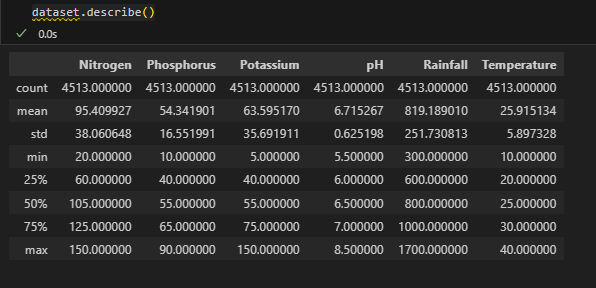 dataset.describe()
0.0s
Nitrogen Phosphorus Potassium pH Rainfall Temperature
count 4513.000000 4513.000000 4513.000000 4513.000000 4513.000000 4513.000000
mean 95.409927 54.341901 63.595170 6.715267 819.189010 25.915134
std 38.060648 16.551991 35.691911 0.625198 251.730813 5.897328
min 20.000000 10.000000 5.000000 5.500000 300.000000 10.000000
25% 60.000000 40.000000 40.000000 6.000000 600.000000 20.000000
50% 105.000000 55.000000 55.000000 6.500000 800.000000 25.000000
75% 125.000000 65.000000 75.000000 7.000000 1000.000000 30.000000
max 150.000000 90.000000 150.000000 8.500000 1700.000000 40.000000